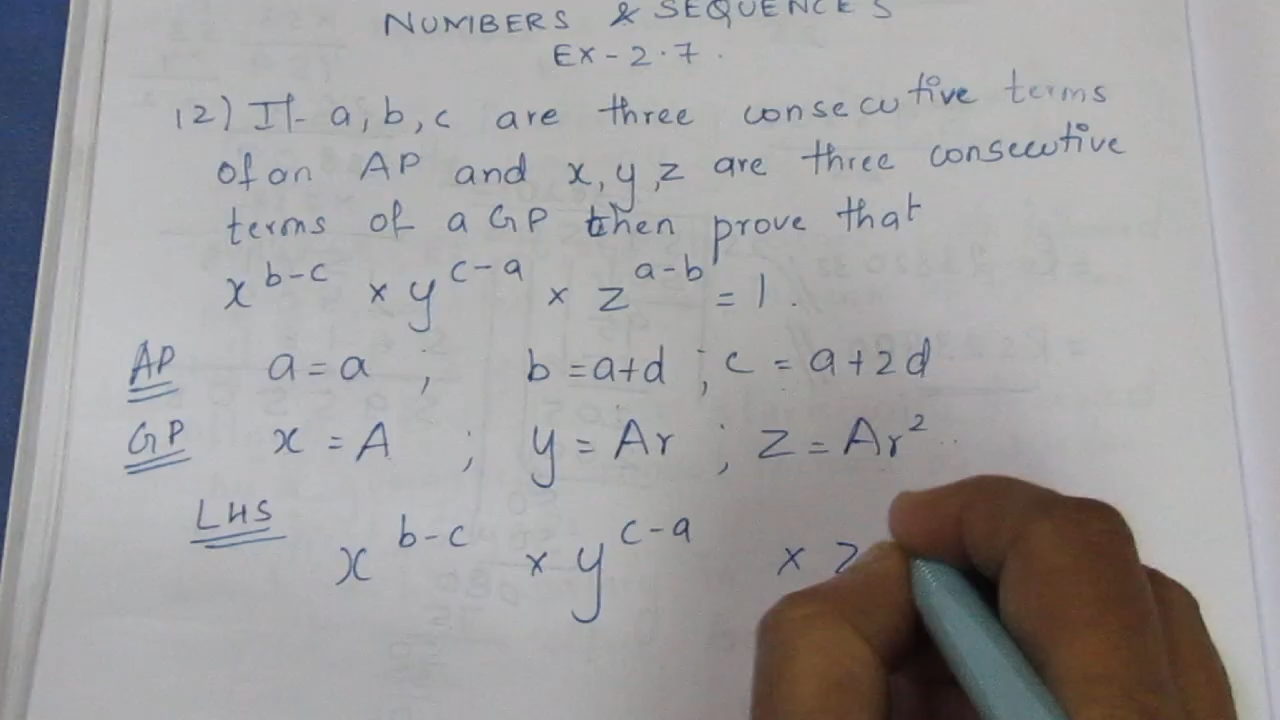 NUMBERS & SEQUENCES
EX-2.7.
12) If a, b, c are three consecutive terms
of an AP and x, y, z are three consecutive
terms of a GP then prove that
x^{b-c} × y^{c-a} × z^{a-b} = 1.
AP a = a ; b = a+d ; c = a+2d
GP x = A ; y = Ar ; z = Ar²
LHS
x^{b-c} × y^{c-a} × z